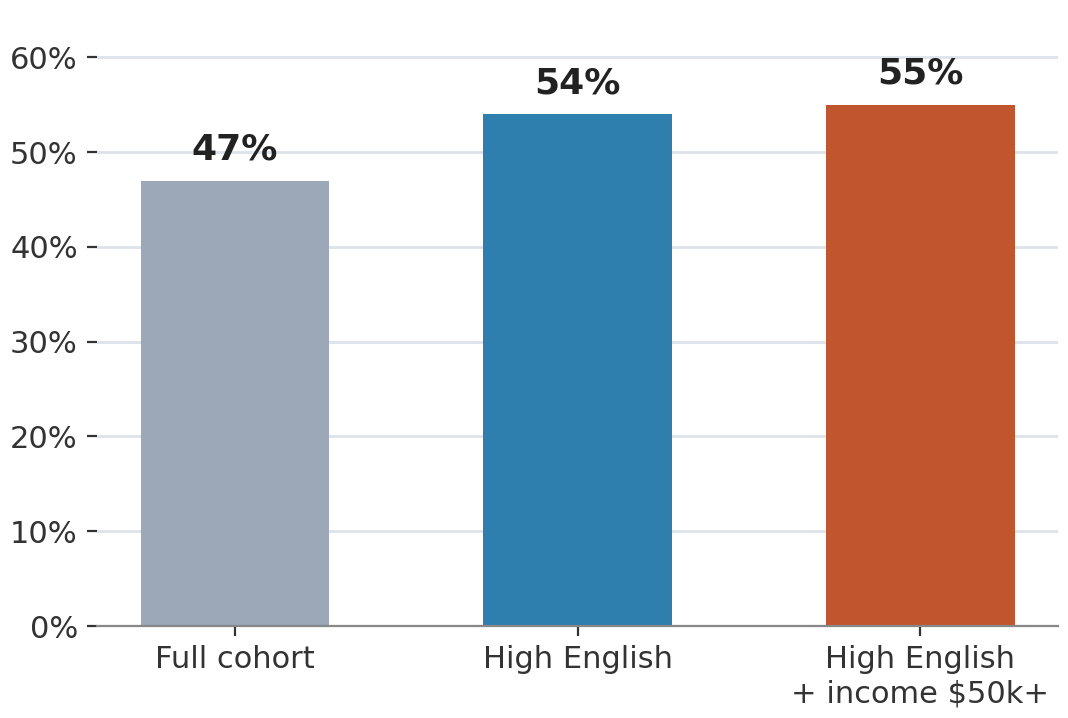 60%
50%
40%
30%
20%
10%
0%
47%
54%
55%
Full cohort
High English
High English
+ income $50k+